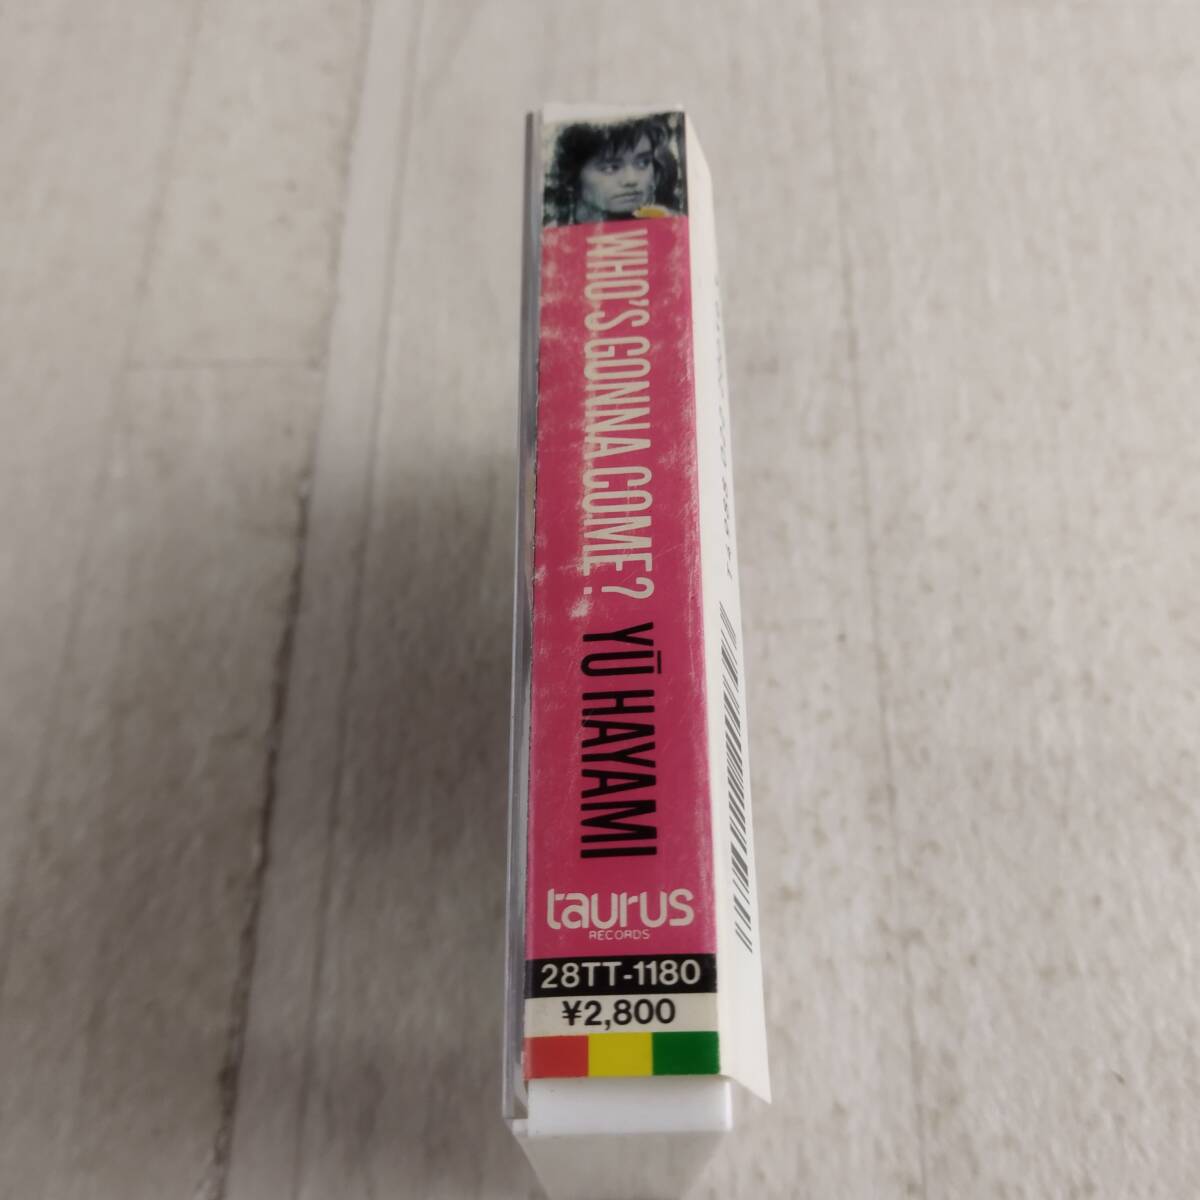 WHO'S GONNA COME? YŪ HAYAMI
taurus
RECORDS
28TT-1180
¥2,800